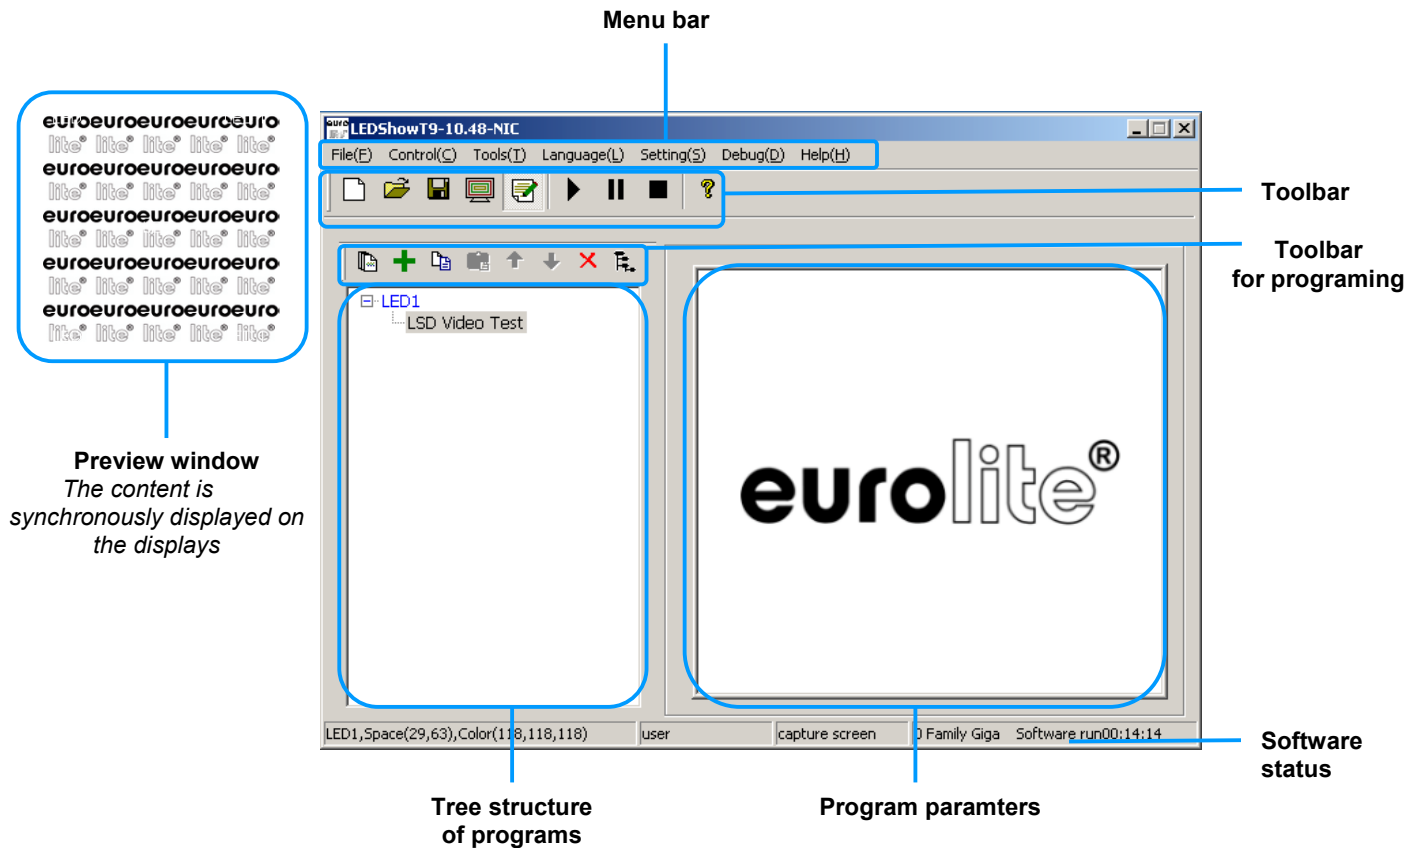 Menu bar
euroeuroeuroeuroeuro
lite® lite® lite® lite® lite®
euroeuroeuroeuroeuro
lite® lite® lite® lite® lite®
euroeuroeuroeuroeuro
lite® lite® lite® lite® lite®
euroeuroeuroeuroeuro
lite® lite® lite® lite® lite®
euroeuroeuroeuroeuro
lite® lite® lite® lite® lite®
Preview window
The content is
synchronously displayed on
the displays
euro
LEDShowT9-10.48-NIC
File(F) Control(C) Tools(T) Language(L) Setting(S) Debug(D) Help(H)
Toolbar
Toolbar
for programing
LED1
LSD Video Test
eurolite®
LED1,Space(29,63),Color(118,118,118) user capture screen Family Giga Software run00:14:14
Software
status
Tree structure
of programs
Program paramters